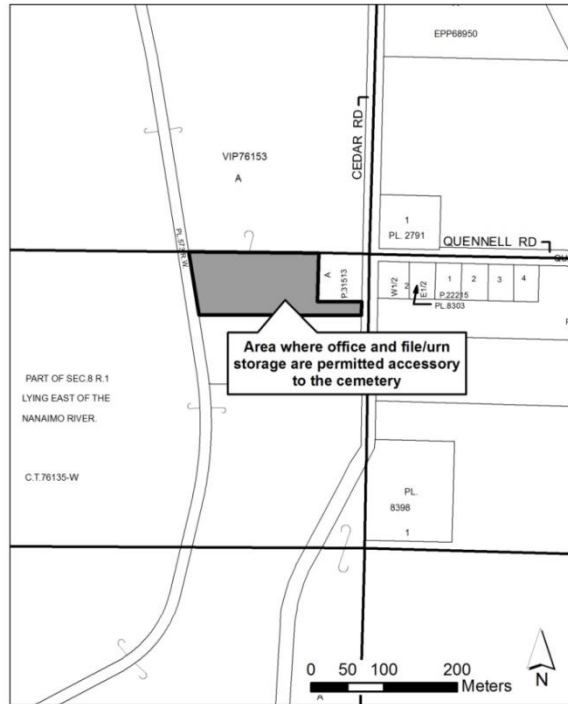 EPP68950
CEDAR RD
VIP76153
A
1
PL. 2791
QUENNELL RD
PL.
A
P.31513
W1/2
2
E1/2
1
2
3
4
P.22215
PL.8303
Area where office and file/urn
storage are permitted accessory
to the cemetery
PART OF SEC.8 R.1
LYING EAST OF THE
NANAIMO RIVER.
C.T.76135-W
PL.
8398
1
0 50 100 200
Meters
N
A